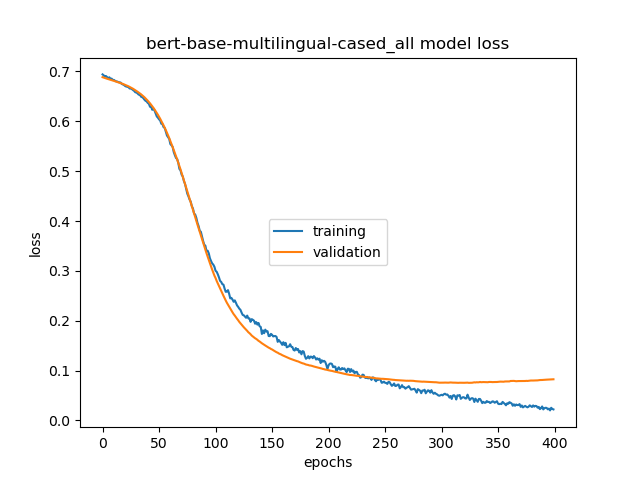 bert-base-multilingual-cased_all model loss
0.7
0.6
0.5
0.4
0.3
0.2
0.1
0.0
loss
training
validation
0 50 100 150 200 250 300 350 400
epochs